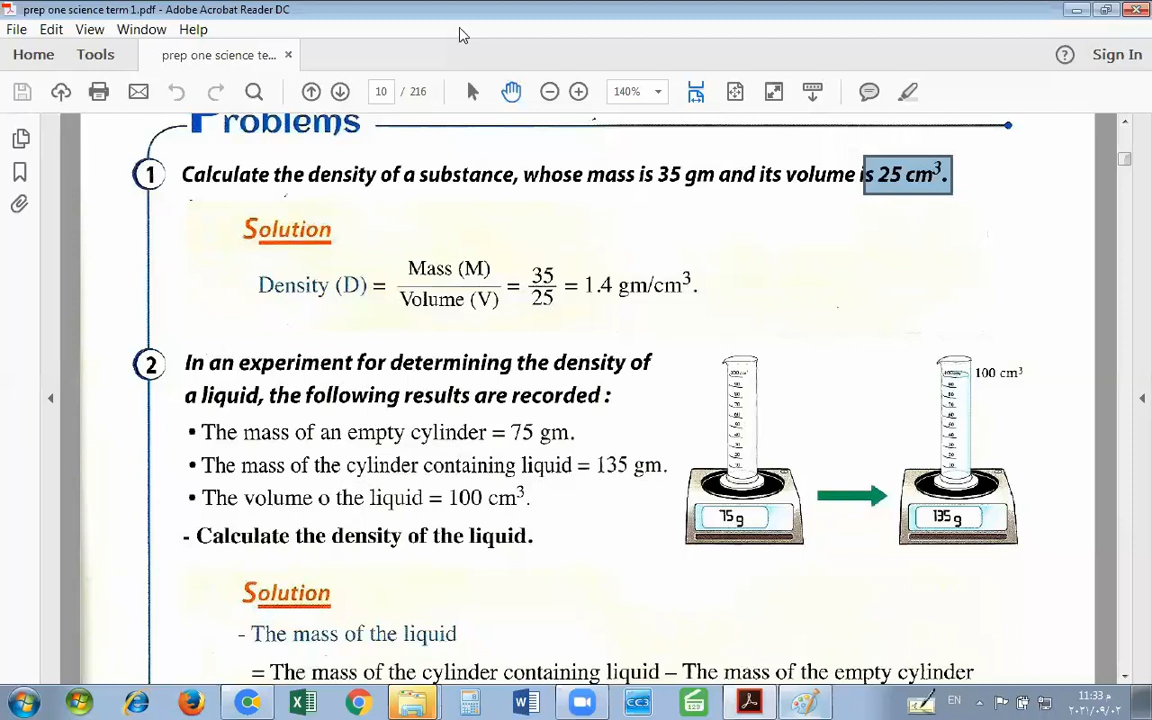 prep one science term 1.pdf - Adobe Acrobat Reader DC
File Edit View Window Help
Home Tools prep one science te... × Sign In
10 / 216 140%
Problems
1 Calculate the density of a substance, whose mass is 35 gm and its volume is 25 cm³.
Solution
Density (D) = Mass (M) / Volume (V) = 35 / 25 = 1.4 gm/cm³.
2 In an experiment for determining the density of
a liquid, the following results are recorded :
• The mass of an empty cylinder = 75 gm.
• The mass of the cylinder containing liquid = 135 gm.
• The volume o the liquid = 100 cm³.
- Calculate the density of the liquid.
100 cm³
75 g
135 g
Solution
- The mass of the liquid
= The mass of the cylinder containing liquid – The mass of the empty cylinder
CC3
123
EN
11:33 م
٢٠٢١/٠٩/٠٢